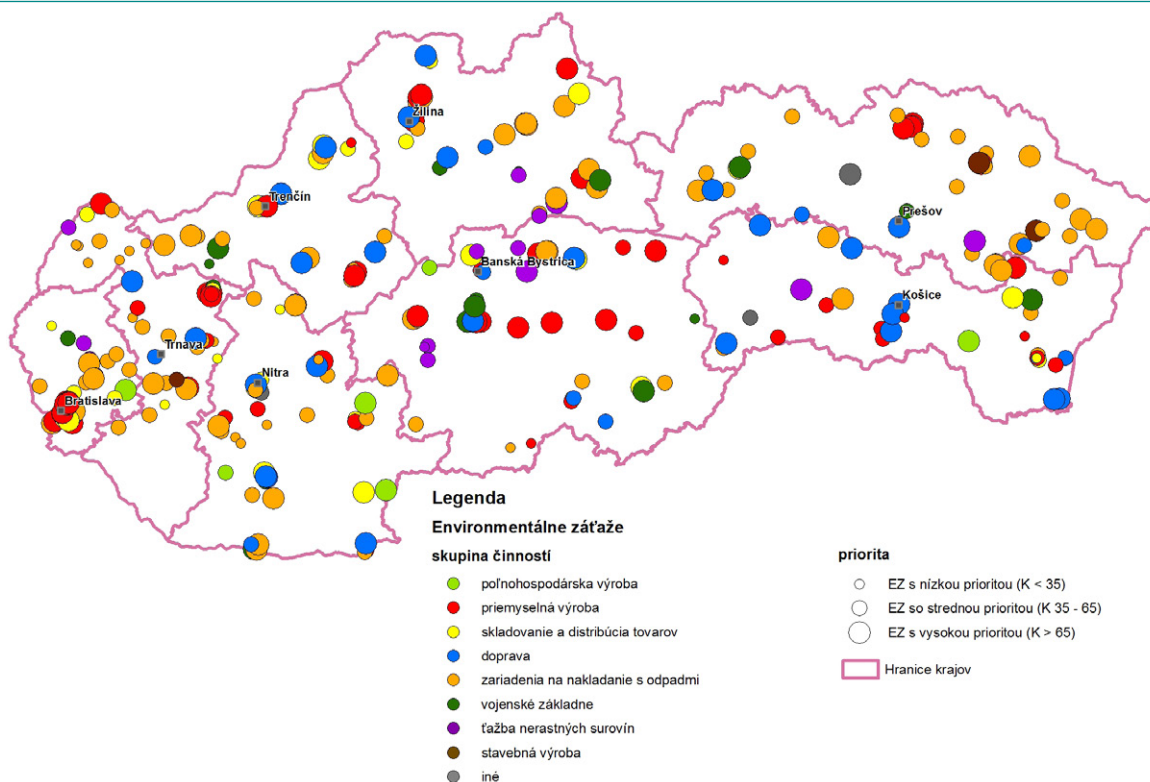 Žilina
Trenčín
Prešov
Banská Bystrica
Košice
Trnava
Nitra
Bratislava
Legenda
Environmentálne záťaže
skupina činností
poľnohospodárska výroba
priemyselná výroba
skladovanie a distribúcia tovarov
doprava
zariadenia na nakladanie s odpadmi
vojenské základne
ťažba nerastných surovín
stavebná výroba
iné
priorita
EZ s nízkou prioritou (K < 35)
EZ so strednou prioritou (K 35 - 65)
EZ s vysokou prioritou (K > 65)
Hranice krajov